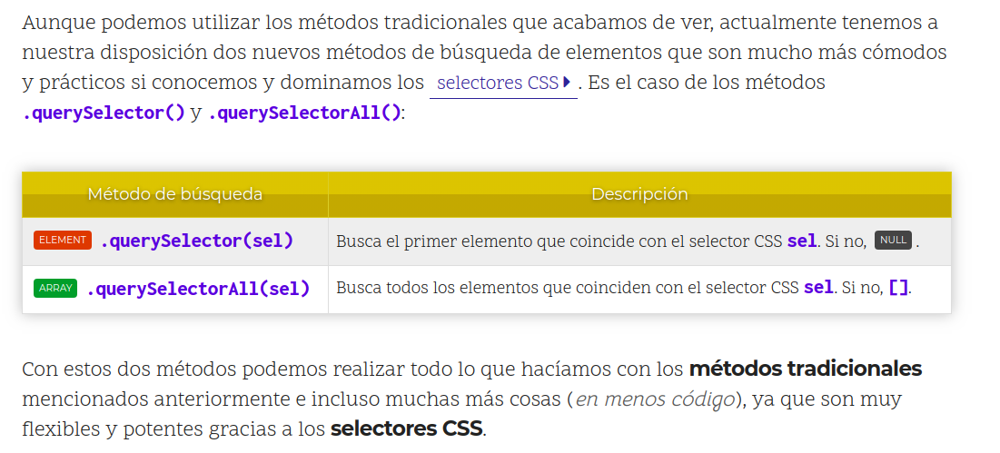 Aunque podemos utilizar los métodos tradicionales que acabamos de ver, actualmente tenemos a
nuestra disposición dos nuevos métodos de búsqueda de elementos que son mucho más cómodos
y prácticos si conocemos y dominamos los selectores CSS. Es el caso de los métodos
.querySelector() y .querySelectorAll():
Método de búsqueda Descripción
ELEMENT .querySelector(sel) Busca el primer elemento que coincide con el selector CSS sel. Si no, NULL.
ARRAY .querySelectorAll(sel) Busca todos los elementos que coinciden con el selector CSS sel. Si no, [].
Con estos dos métodos podemos realizar todo lo que hacíamos con los métodos tradicionales
mencionados anteriormente e incluso muchas más cosas (en menos código), ya que son muy
flexibles y potentes gracias a los selectores CSS.